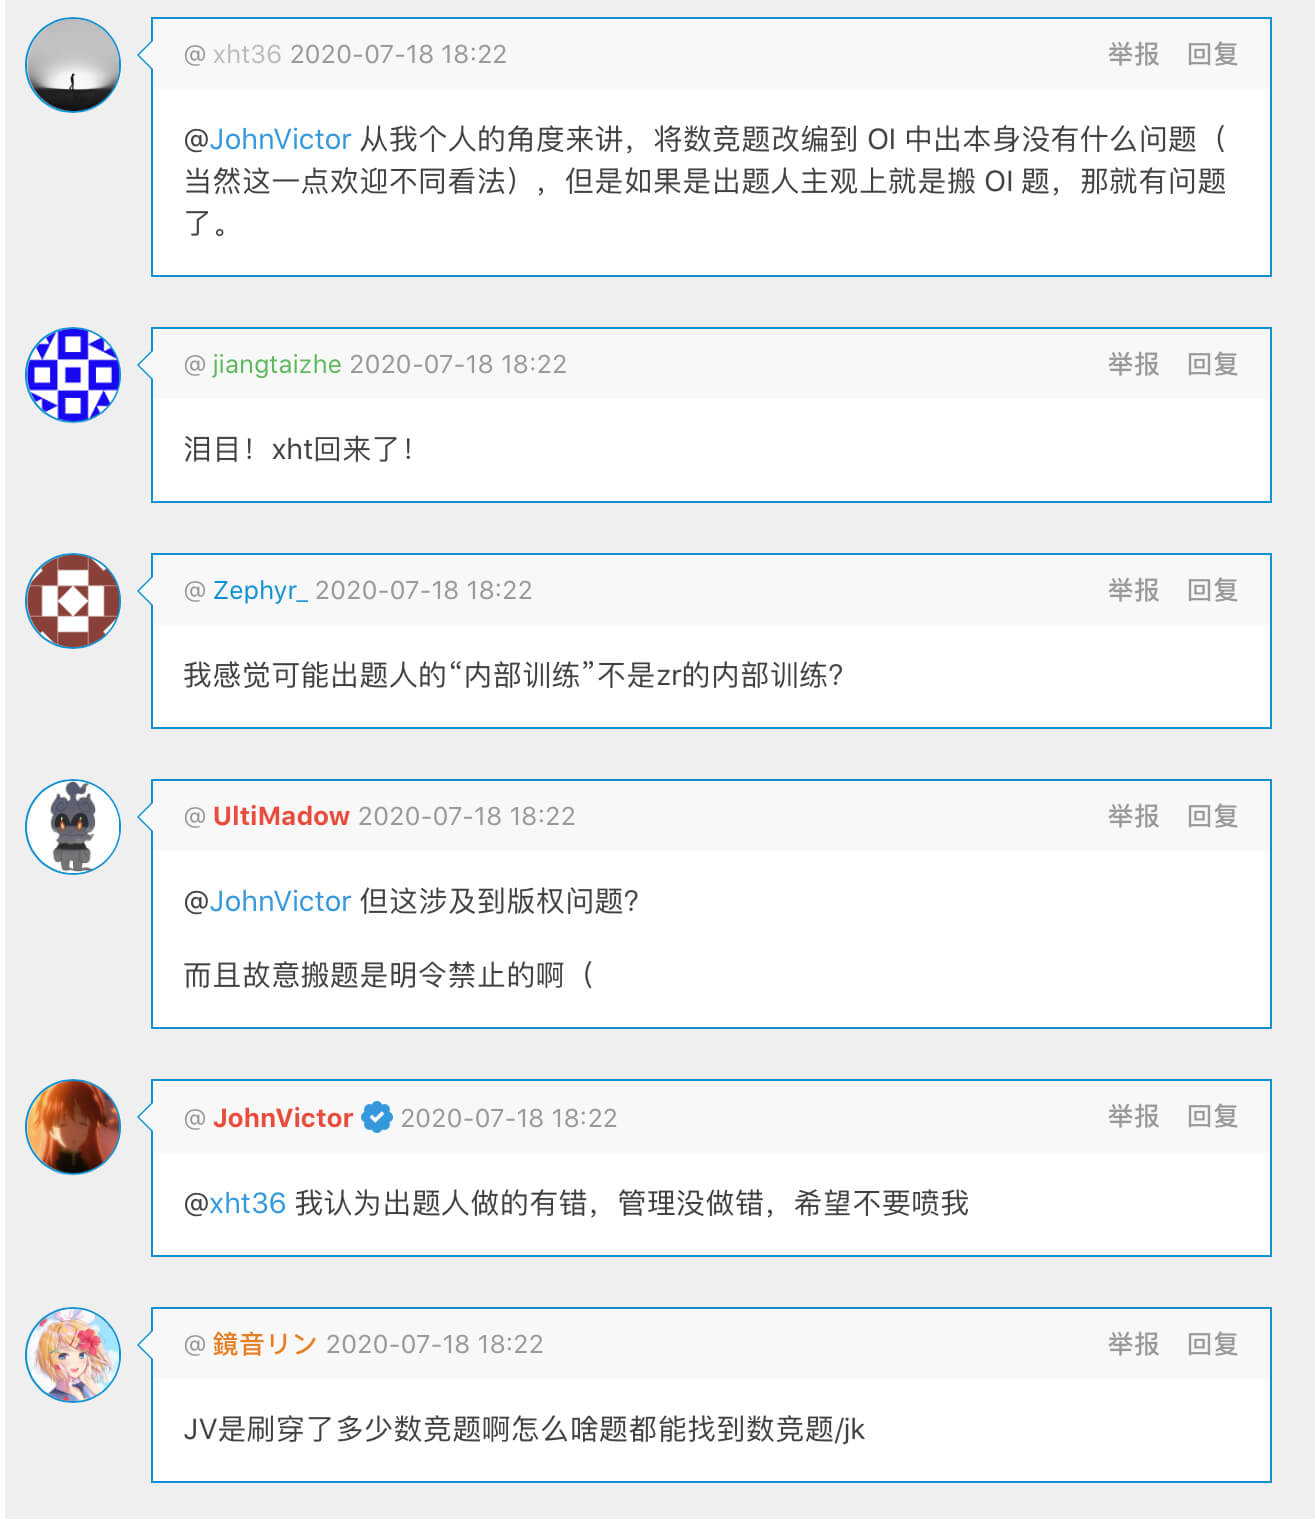 @ xht36 2020-07-18 18:22 举报 回复
@JohnVictor 从我个人的角度来讲，将数竞题改编到 OI 中出本身没有什么问题（
当然这一点欢迎不同看法），但是如果是出题人主观上就是搬 OI 题，那就有问题
了。
@ jiangtaizhe 2020-07-18 18:22 举报 回复
泪目！xht回来了！
@ Zephyr_ 2020-07-18 18:22 举报 回复
我感觉可能出题人的“内部训练”不是zr的内部训练？
@ UltiMadow 2020-07-18 18:22 举报 回复
@JohnVictor 但这涉及到版权问题？
而且故意搬题是明令禁止的啊（
@ JohnVictor 2020-07-18 18:22 举报 回复
@xht36 我认为出题人做的有错，管理没做错，希望不要喷我
@ 鏡音リン 2020-07-18 18:22 举报 回复
JV是刷穿了多少数竞题啊怎么啥题都能找到数竞题/jk